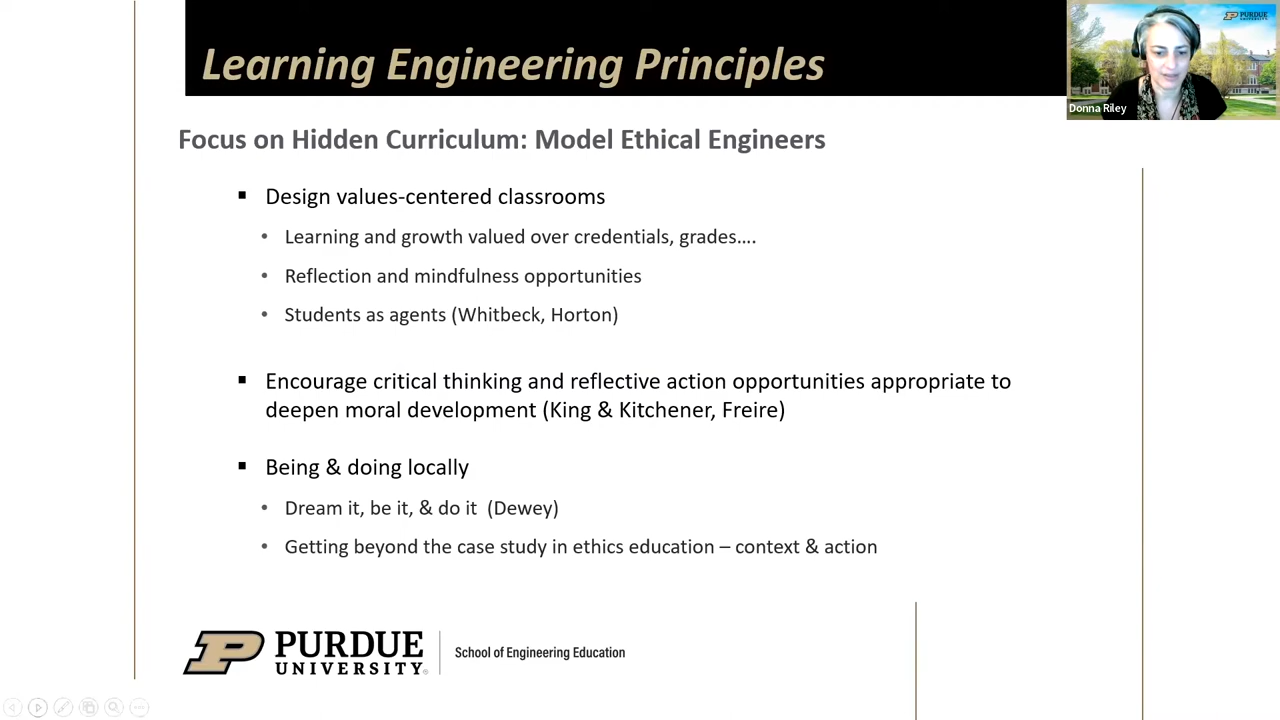 Learning Engineering Principles
PURDUE
UNIVERSITY
Donna Riley
Focus on Hidden Curriculum: Model Ethical Engineers
Design values-centered classrooms
Learning and growth valued over credentials, grades....
Reflection and mindfulness opportunities
Students as agents (Whitbeck, Horton)
Encourage critical thinking and reflective action opportunities appropriate to
deepen moral development (King & Kitchener, Freire)
Being & doing locally
Dream it, be it, & do it (Dewey)
Getting beyond the case study in ethics education – context & action
PURDUE
UNIVERSITY®
School of Engineering Education